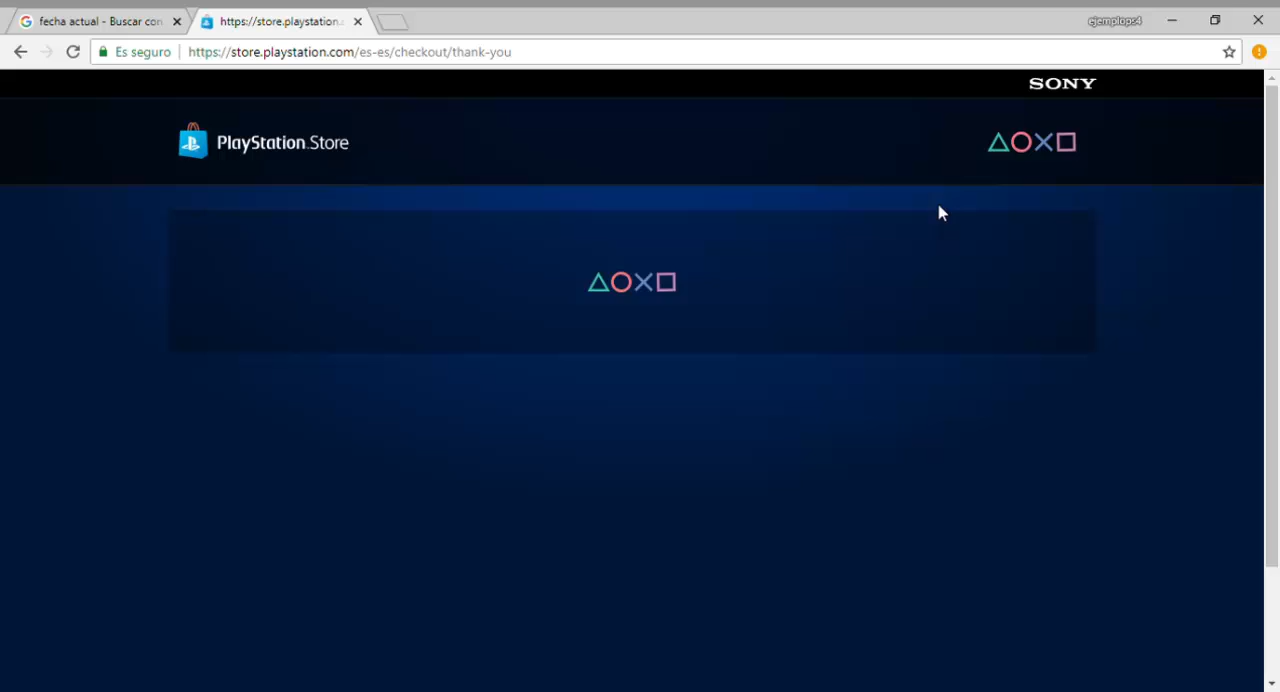 fecha actual - Buscar con
https://store.playstation.
ejemplops4
Es seguro
https://store.playstation.com/es-es/checkout/thank-you
SONY
PlayStation.Store